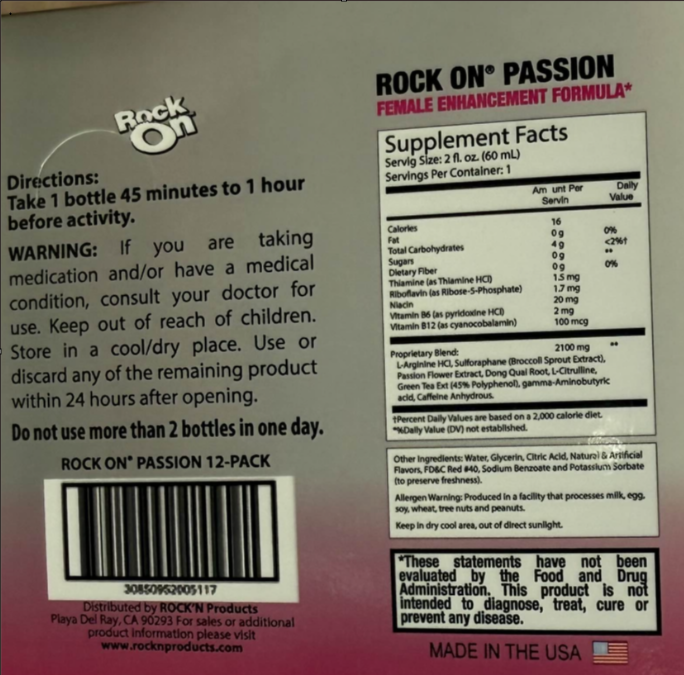 Rock
On
Directions:
Take 1 bottle 45 minutes to 1 hour
before activity.
WARNING: If you are taking
medication and/or have a medical
condition, consult your doctor for
use. Keep out of reach of children.
Store in a cool/dry place. Use or
discard any of the remaining product
within 24 hours after opening.
Do not use more than 2 bottles in one day.
ROCK ON® PASSION 12-PACK
30850952005117
Distributed by ROCK'N Products
Playa Del Ray, CA 90293 For sales or additional
product information please visit
www.rocknproducts.com
ROCK ON® PASSION
FEMALE ENHANCEMENT FORMULA*
Supplement Facts
Servig Size: 2 fl. oz. (60 mL)
Servings Per Container: 1
Am unt Per Daily
Servin Value
Calories 16
Fat 0 g 0%
Total Carbohydrates 4 g <2%†
Sugars 0 g **
Dietary Fiber 0 g 0%
Thiamine (as Thiamine HCl) 1.5 mg
Riboflavin (as Ribose-5-Phosphate) 1.7 mg
Niacin 20 mg
Vitamin B6 (as pyridoxine HCl) 2 mg
Vitamin B12 (as cyanocobalamin) 100 mcg
Proprietary Blend: 2100 mg **
L-Arginine HCl, Sulforaphane (Broccoli Sprout Extract),
Passion Flower Extract, Dong Quai Root, L-Citrulline,
Green Tea Ext (45% Polyphenol), gamma-Aminobutyric
acid, Caffeine Anhydrous.
†Percent Daily Values are based on a 2,000 calorie diet.
*%Daily Value (DV) not established.
Other Ingredients: Water, Glycerin, Citric Acid, Natural & Artificial
Flavors, FD&C Red #40, Sodium Benzoate and Potassium Sorbate
(to preserve freshness).
Allergen Warning: Produced in a facility that processes milk, egg,
soy, wheat, tree nuts and peanuts.
Keep in dry cool area, out of direct sunlight.
*These statements have not been
evaluated by the Food and Drug
Administration. This product is not
intended to diagnose, treat, cure or
prevent any disease.
MADE IN THE USA